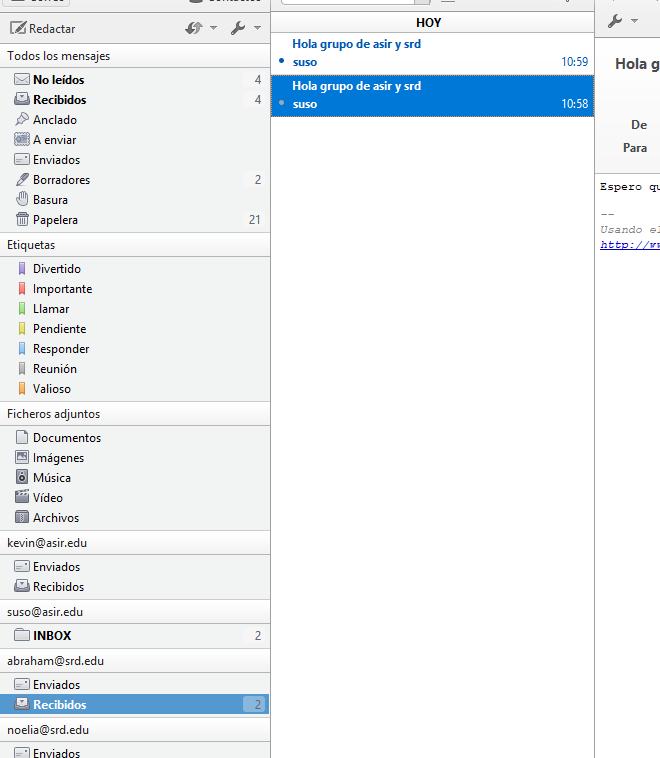 Redactar
Todos los mensajes
No leídos 4
Recibidos 4
Anclado
A enviar
Enviados
Borradores 2
Basura
Papelera 21
Etiquetas
Divertido
Importante
Llamar
Pendiente
Responder
Reunión
Valioso
Ficheros adjuntos
Documentos
Imágenes
Música
Vídeo
Archivos
kevin@asir.edu
Enviados
Recibidos
suso@asir.edu
INBOX 2
abraham@srd.edu
Enviados
Recibidos 2
noelia@srd.edu
Enviados
HOY
Hola grupo de asir y srd
suso 10:59
Hola grupo de asir y srd
suso 10:58
Hola g
De
Para
Espero qu
--
Usando el
http://ww